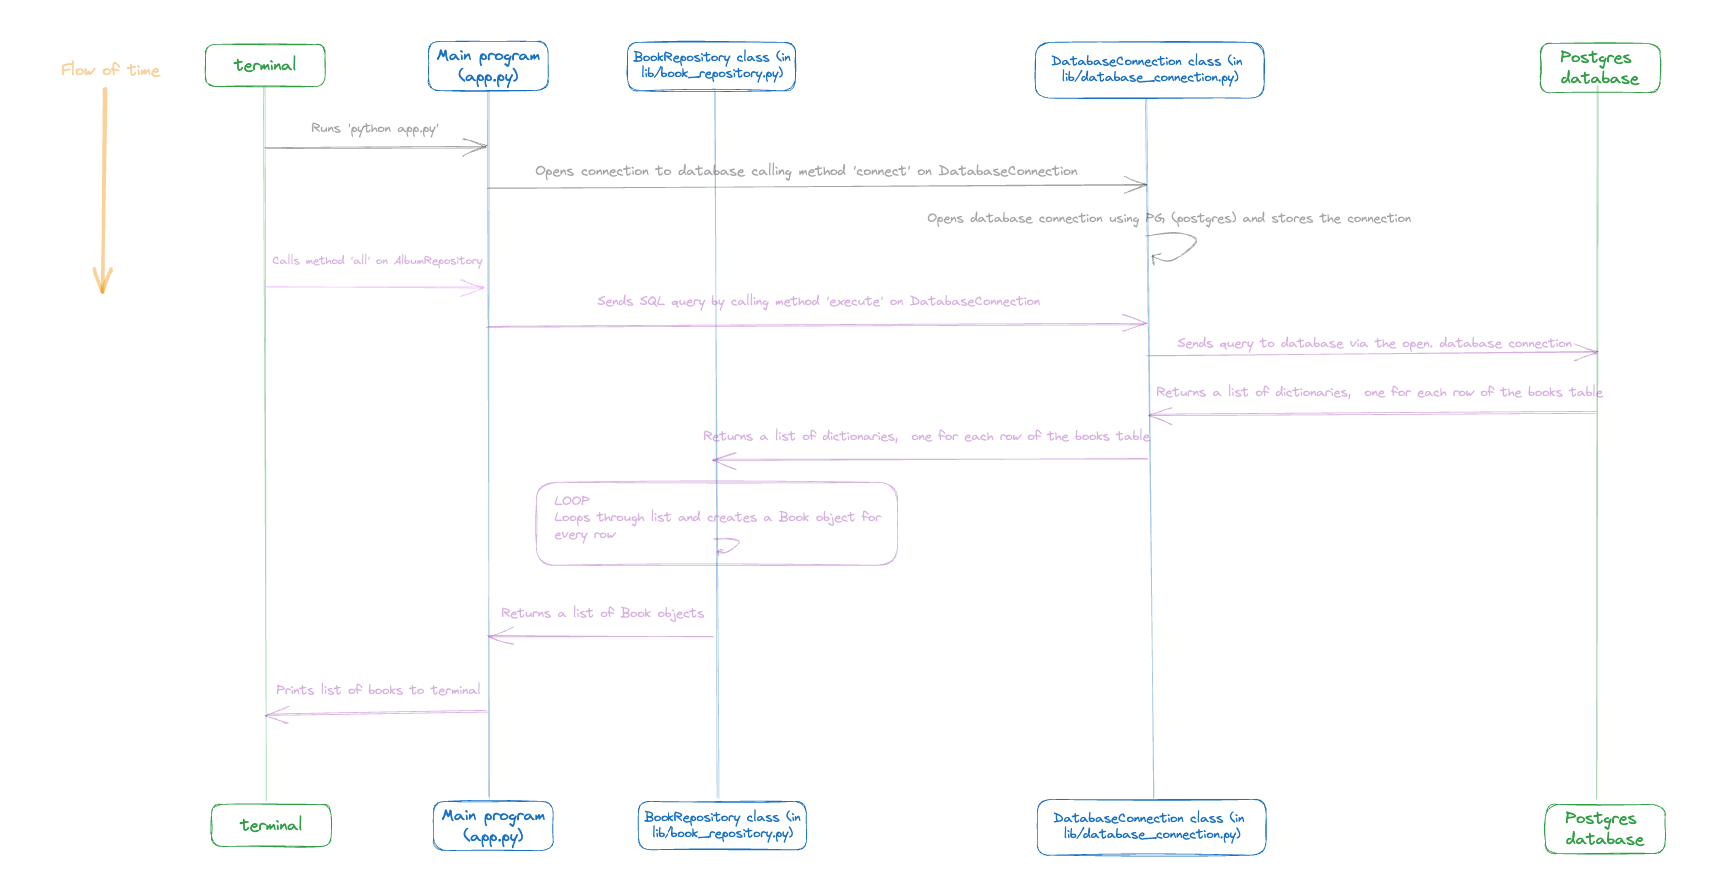 Flow of time
terminal
Main program
(app.py)
BookRepository class (in
lib/book_repository.py)
DatabaseConnection class (in
lib/database_connection.py)
Postgres
database
Runs 'python app.py'
Opens connection to database calling method 'connect' on DatabaseConnection
Opens database connection using PG (postgres) and stores the connection
Calls method 'all' on AlbumRepository
Sends SQL query by calling method 'execute' on DatabaseConnection
Sends query to database via the open. database connection
Returns a list of dictionaries, one for each row of the books table
Returns a list of dictionaries, one for each row of the books table
LOOP
Loops through list and creates a Book object for
every row
Returns a list of Book objects
Prints list of books to terminal
terminal
Main program
(app.py)
BookRepository class (in
lib/book_repository.py)
DatabaseConnection class (in
lib/database_connection.py)
Postgres
database